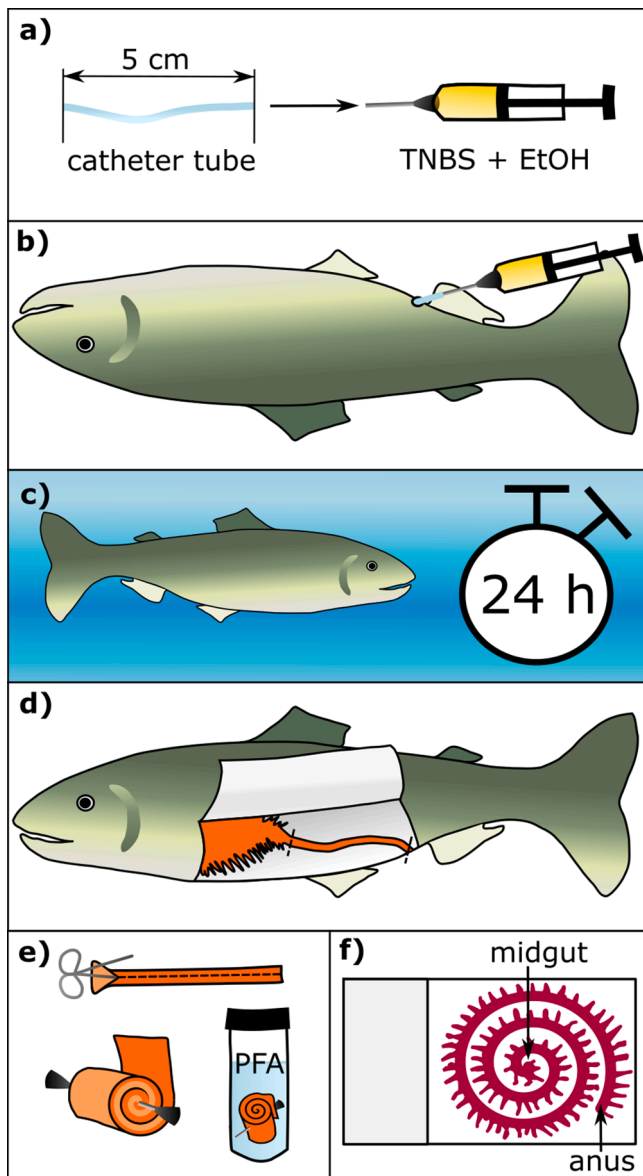 a)
5 cm
catheter tube
TNBS + EtOH
b)
c)
24 h
d)
e)
PFA
f)
midgut
anus